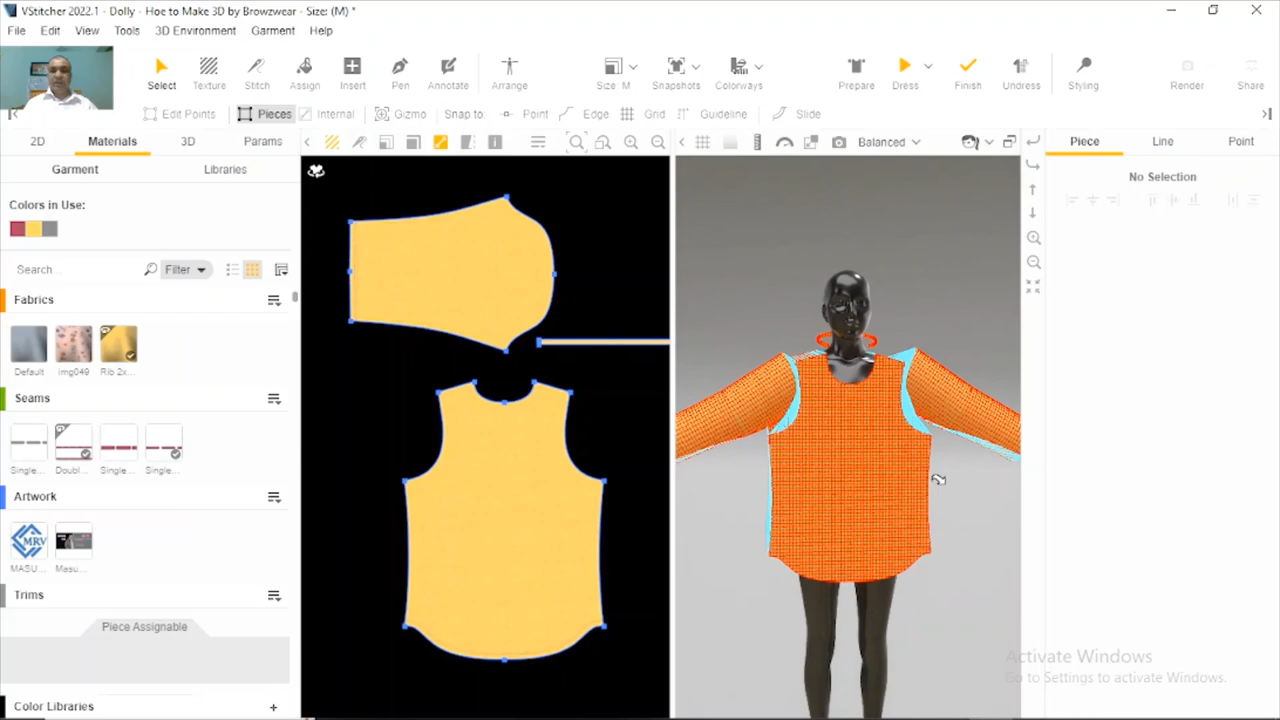 VStitcher 2022.1 - Dolly - Hoe to Make 3D by Browzwear - Size: (M) *
File Edit View Tools 3D Environment Garment Help
Select Texture Stitch Assign Insert Pen Annotate Arrange Size: M Snapshots Colorways Prepare Dress Finish Undress Styling Render Share
Edit Points Pieces Internal Gizmo Snap to: Point Edge Grid Guideline Slide
2D Materials 3D Params Balanced Piece Line Point
Garment Libraries
No Selection
Colors in Use:
Search... Filter
Fabrics
Default img049 Rib 2x...
Seams
Single... Doubl... Single... Single...
Artwork
MRV
MASU... Masu...
Trims
Piece Assignable
Activate Windows
Go to Settings to activate Windows.
Color Libraries +